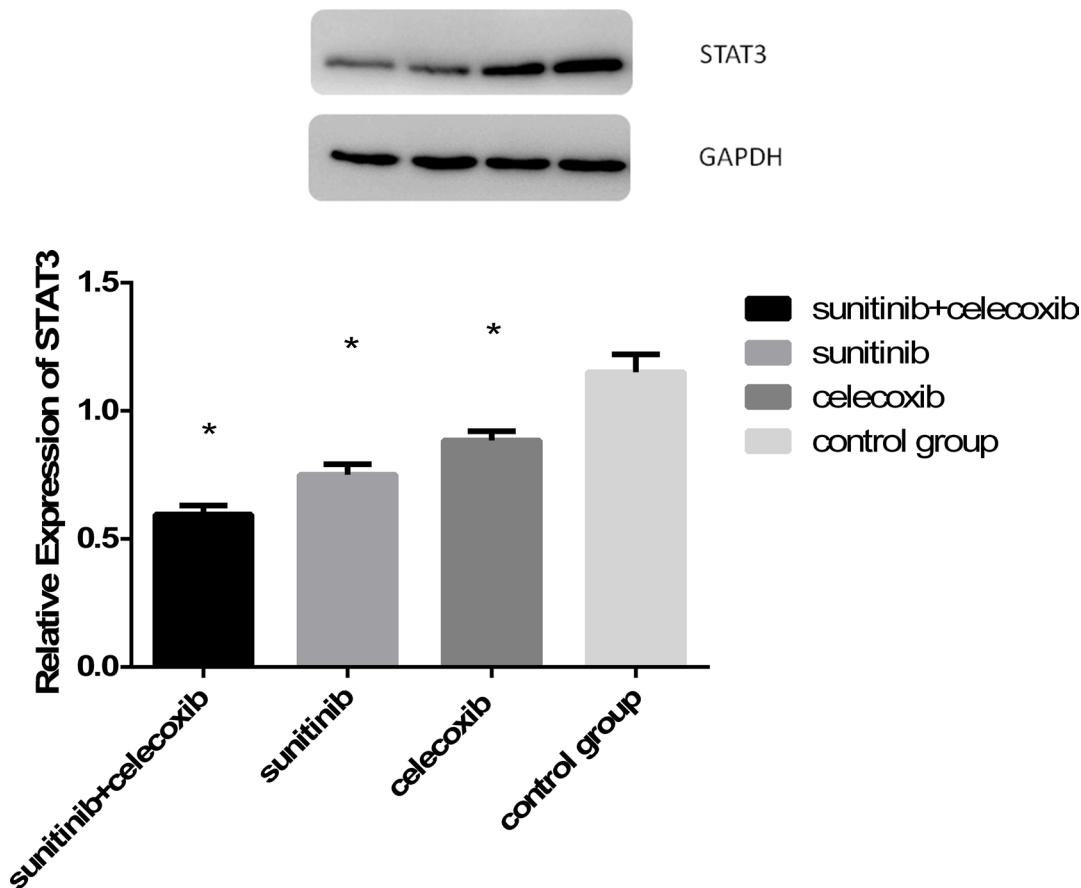 STAT3
GAPDH
Relative Expression of STAT3
1.5
1.0
0.5
0.0
*
*
*
sunitinib+celecoxib
sunitinib
celecoxib
control group
sunitinib+celecoxib
sunitinib
celecoxib
control group